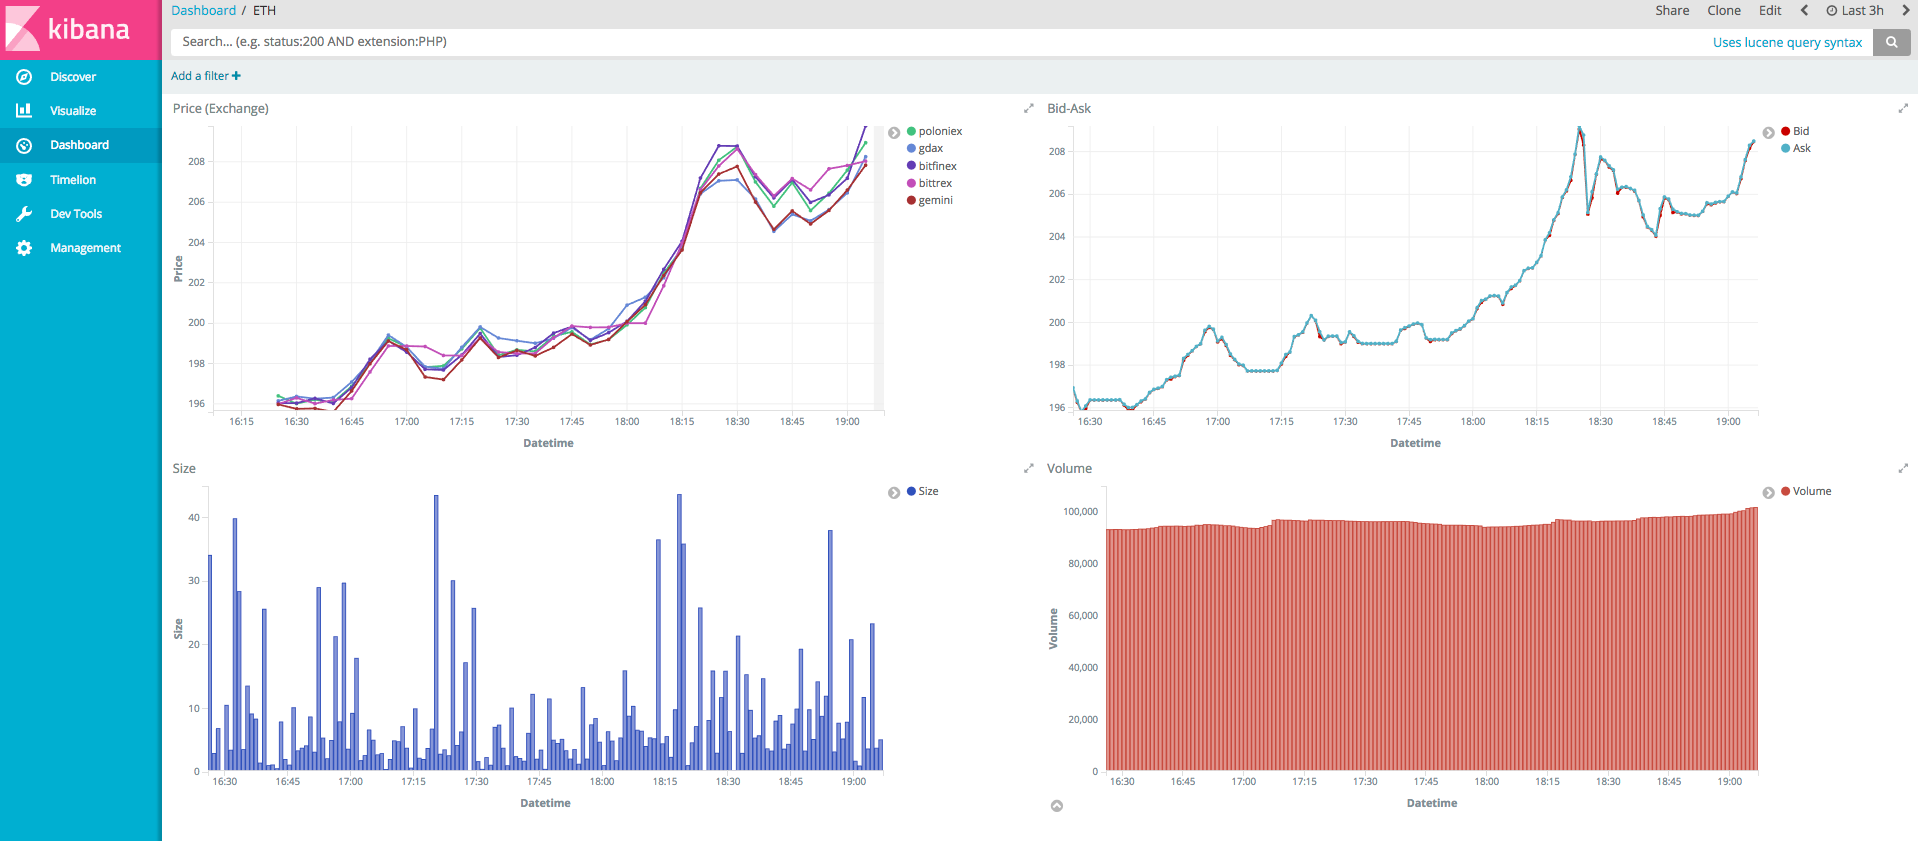 kibana
Discover
Visualize
Dashboard
Timelion
Dev Tools
Management
Dashboard / ETH
Share Clone Edit Last 3h
Search... (e.g. status:200 AND extension:PHP)
Uses lucene query syntax
Add a filter +
Price (Exchange)
208
206
204
202
200
198
196
Price
16:15 16:30 16:45 17:00 17:15 17:30 17:45 18:00 18:15 18:30 18:45 19:00
Datetime
poloniex
gdax
bitfinex
bittrex
gemini
Bid-Ask
208
206
204
202
200
198
196
16:30 16:45 17:00 17:15 17:30 17:45 18:00 18:15 18:30 18:45 19:00
Datetime
Bid
Ask
Size
40
30
20
10
0
Size
16:30 16:45 17:00 17:15 17:30 17:45 18:00 18:15 18:30 18:45 19:00
Datetime
Size
Volume
100,000
80,000
60,000
40,000
20,000
0
Volume
16:30 16:45 17:00 17:15 17:30 17:45 18:00 18:15 18:30 18:45 19:00
Datetime
Volume